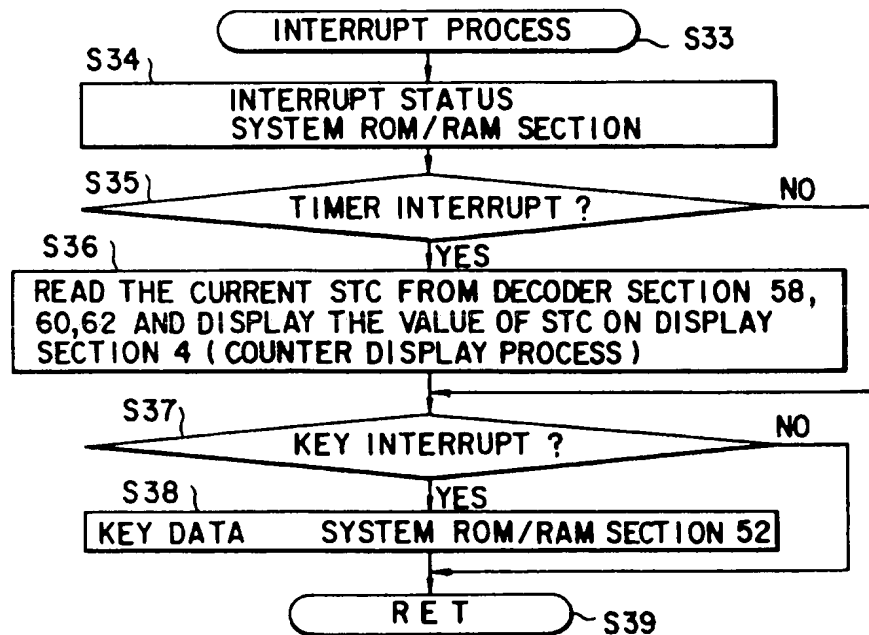 INTERRUPT PROCESS
S33
S34
INTERRUPT STATUS
SYSTEM ROM/RAM SECTION
S35
TIMER INTERRUPT ?
NO
YES
S36
READ THE CURRENT STC FROM DECODER SECTION 58,
60,62 AND DISPLAY THE VALUE OF STC ON DISPLAY
SECTION 4 (COUNTER DISPLAY PROCESS)
S37
KEY INTERRUPT ?
NO
YES
S38
KEY DATA SYSTEM ROM/RAM SECTION 52
RET
S39